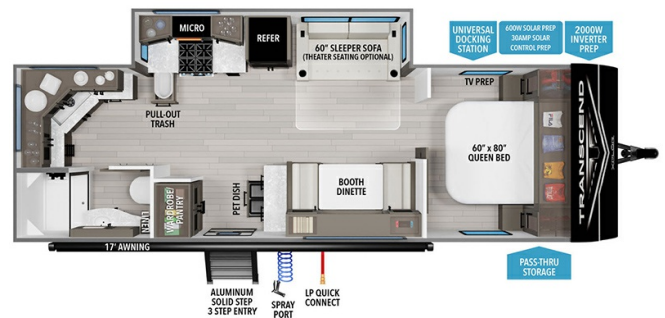 MICRO
REFER
60" SLEEPER SOFA
(THEATER SEATING OPTIONAL)
UNIVERSAL
DOCKING
STATION
600W SOLAR PREP
30AMP SOLAR
CONTROL PREP
2000W
INVERTER
PREP
TV PREP
PULL-OUT
TRASH
60" x 80"
QUEEN BED
TRANSCEND
BOOTH
DINETTE
PET DISH
WARDROBE/
PANTRY
LINEN
17' AWNING
PASS-THRU
STORAGE
ALUMINUM
SOLID STEP
3 STEP ENTRY
SPRAY
PORT
LP QUICK
CONNECT